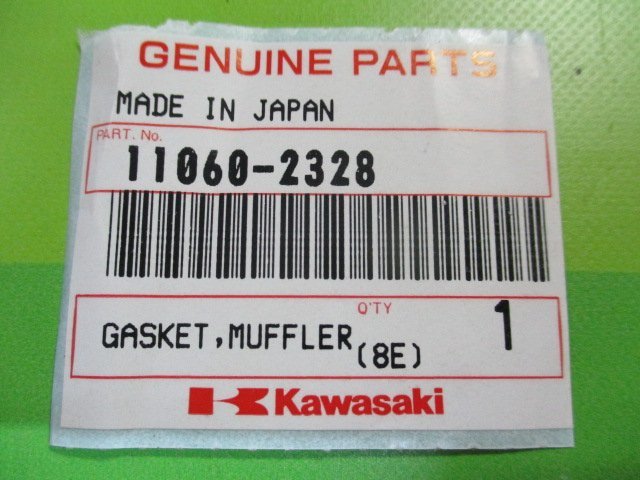 GENUINE PARTS
MADE IN JAPAN
PART. No.
11060-2328
Q'TY
GASKET,MUFFLER(8E) 1
Kawasaki